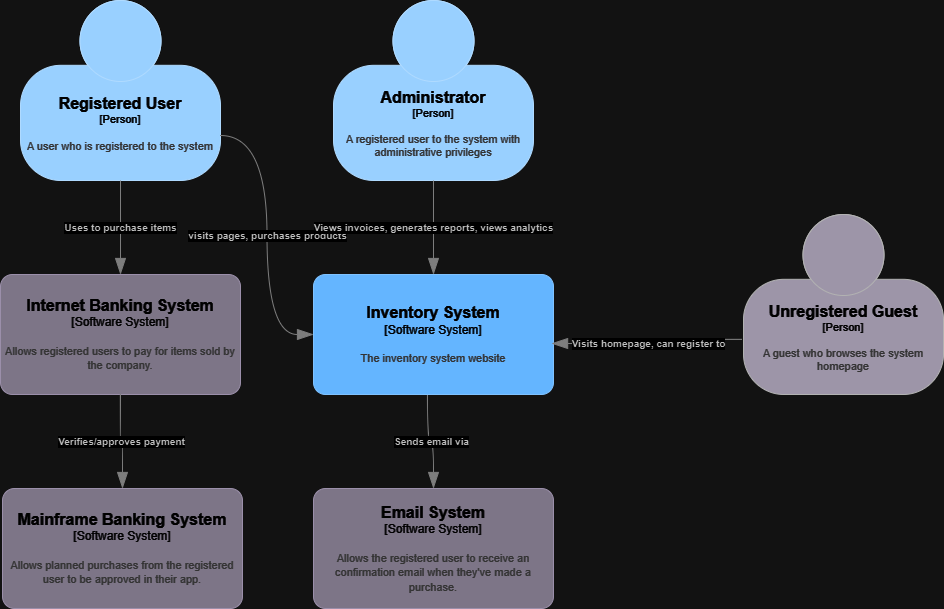 Registered User
[Person]
A user who is registered to the system
Administrator
[Person]
A registered user to the system with
administrative privileges
Uses to purchase items
visits pages, purchases products
Views invoices, generates reports, views analytics
Internet Banking System
[Software System]
Allows registered users to pay for items sold by
the company.
Inventory System
[Software System]
The inventory system website
Visits homepage, can register to
Unregistered Guest
[Person]
A guest who browses the system
homepage
Verifies/approves payment
Sends email via
Mainframe Banking System
[Software System]
Allows planned purchases from the registered
user to be approved in their app.
Email System
[Software System]
Allows the registered user to receive an
confirmation email when they've made a
purchase.